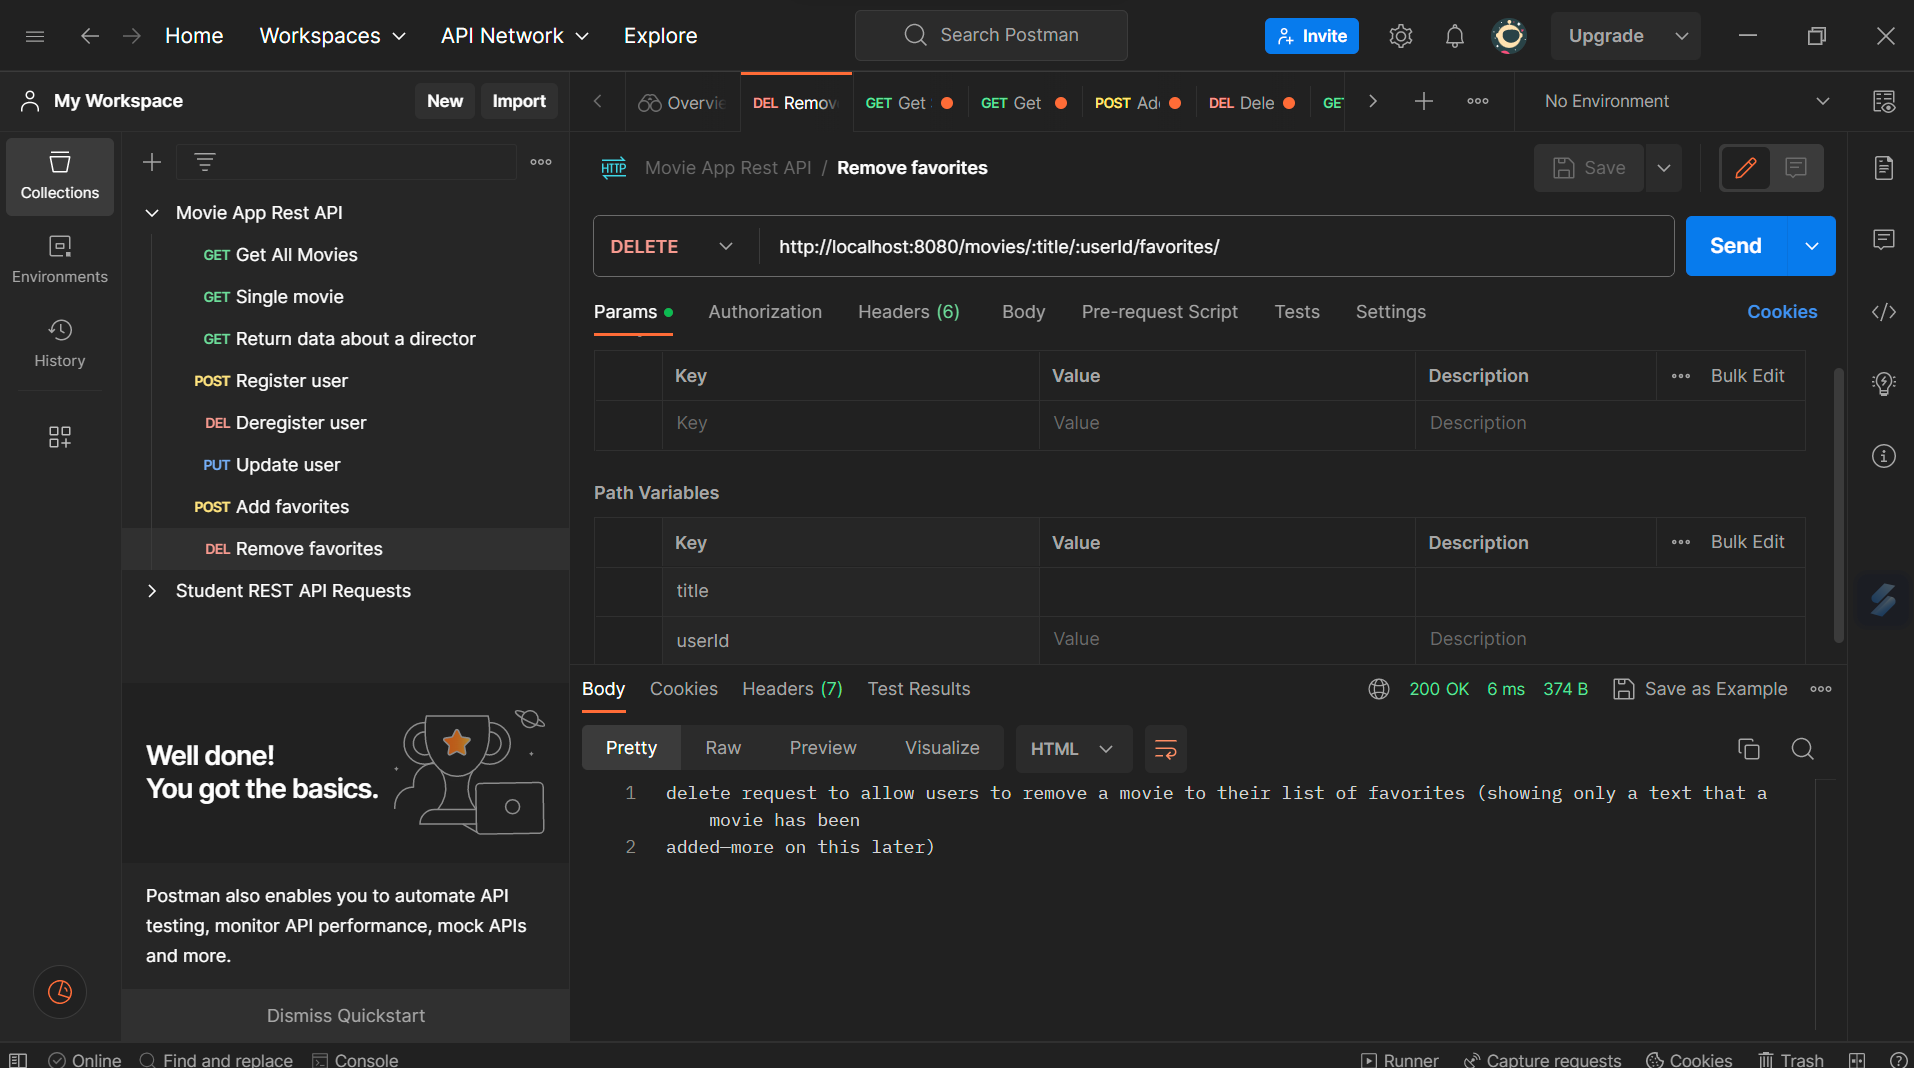 Home Workspaces API Network Explore Search Postman Invite Upgrade
My Workspace New Import Overvie DEL Remov GET Get GET Get POST Ad DEL Dele GET No Environment
Collections
Environments
History
Movie App Rest API
GET Get All Movies
GET Single movie
GET Return data about a director
POST Register user
DEL Deregister user
PUT Update user
POST Add favorites
DEL Remove favorites
Student REST API Requests
Well done!
You got the basics.
Postman also enables you to automate API
testing, monitor API performance, mock APIs
and more.
Dismiss Quickstart
HTTP Movie App Rest API / Remove favorites Save
DELETE http://localhost:8080/movies/:title/:userId/favorites/ Send
Params Authorization Headers (6) Body Pre-request Script Tests Settings Cookies
Key Value Description Bulk Edit
Key Value Description
Path Variables
Key Value Description Bulk Edit
title
userId Value Description
Body Cookies Headers (7) Test Results 200 OK 6 ms 374 B Save as Example
Pretty Raw Preview Visualize HTML
1 delete request to allow users to remove a movie to their list of favorites (showing only a text that a
movie has been
2 added—more on this later)
Online Find and replace Console Runner Capture requests Cookies Trash